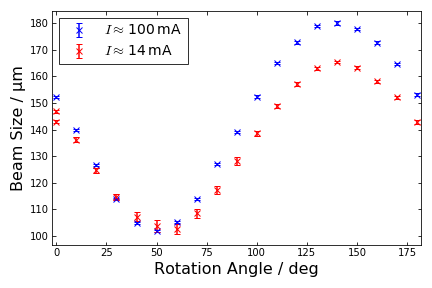 I ≈ 100 mA
I ≈ 14 mA
180
170
160
150
140
130
120
110
100
Beam Size / μm
0 25 50 75 100 125 150 175
Rotation Angle / deg